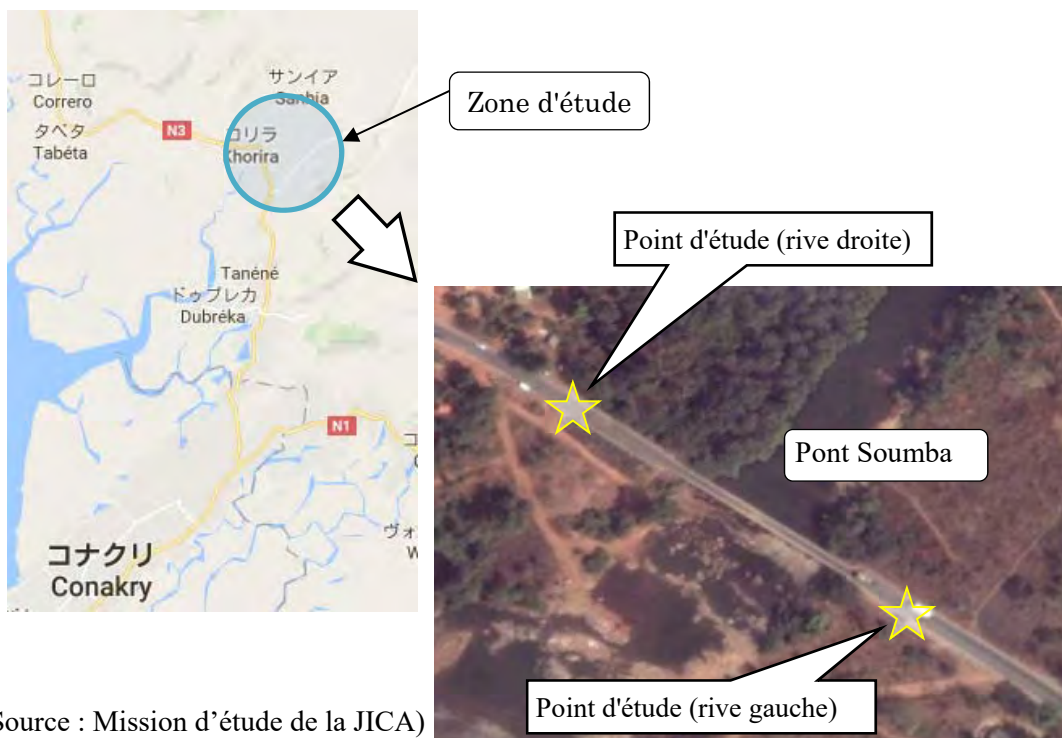 コレーロ
Correro
サンイア
Sanhia
Zone d'étude
タベタ
Tabéta
N3
コリラ
Khorira
Point d'étude (rive droite)
Tanéné
ドゥブレカ
Dubréka
Pont Soumba
N1
コナクリ
Conakry
ヴォ
W
Point d'étude (rive gauche)
Source : Mission d’étude de la JICA)